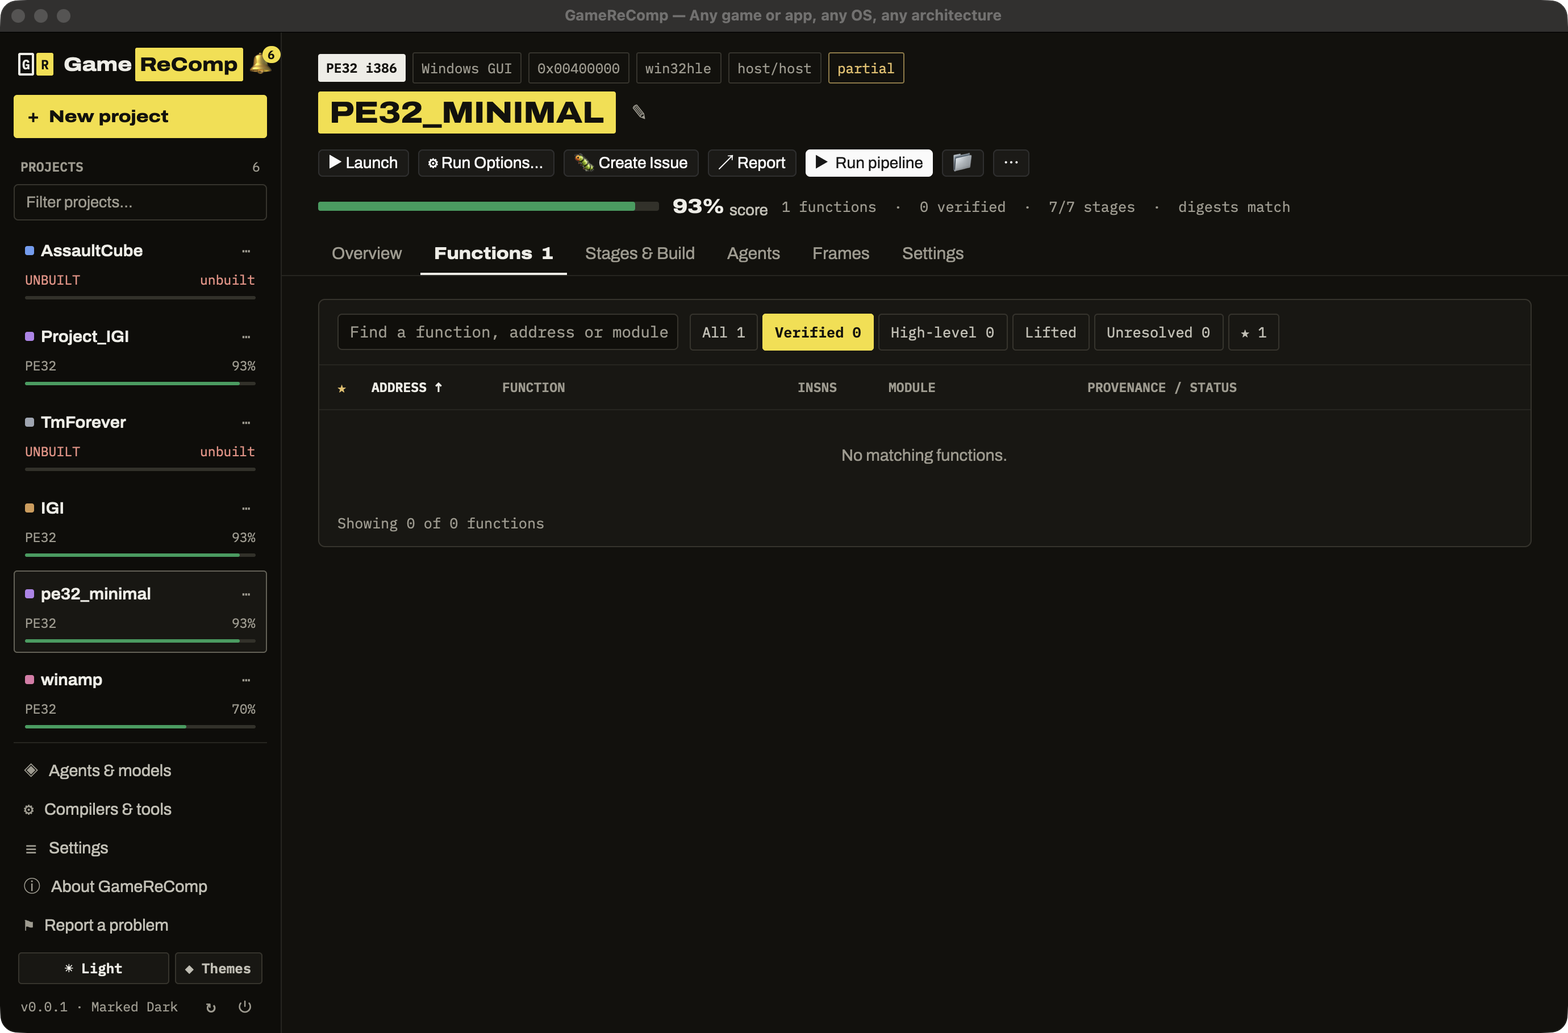 GameReComp — Any game or app, any OS, any architecture
G R Game ReComp 6
+ New project
PROJECTS 6
Filter projects...
AssaultCube ...
UNBUILT unbuilt
Project_IGI ...
PE32 93%
TmForever ...
UNBUILT unbuilt
IGI ...
PE32 93%
pe32_minimal ...
PE32 93%
winamp ...
PE32 70%
Agents & models
Compilers & tools
Settings
About GameReComp
Report a problem
Light
Themes
v0.0.1 · Marked Dark
PE32 i386
Windows GUI
0x00400000
win32hle
host/host
partial
PE32_MINIMAL
Launch
Run Options...
Create Issue
Report
Run pipeline
...
93% score 1 functions · 0 verified · 7/7 stages · digests match
Overview
Functions 1
Stages & Build
Agents
Frames
Settings
Find a function, address or module
All 1
Verified 0
High-level 0
Lifted
Unresolved 0
★ 1
★ ADDRESS ↑ FUNCTION INSNS MODULE PROVENANCE / STATUS
No matching functions.
Showing 0 of 0 functions